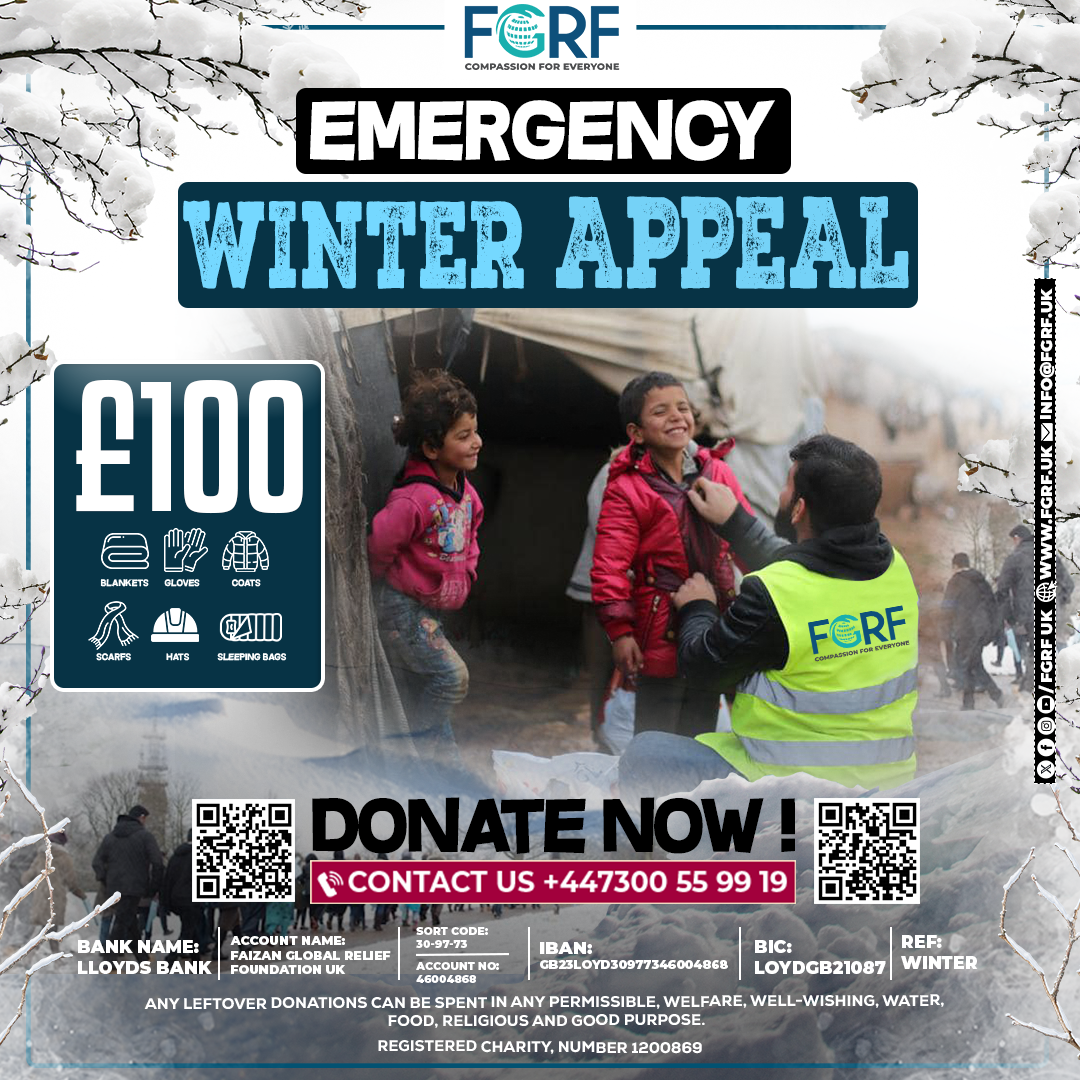 FGRF
COMPASSION FOR EVERYONE
EMERGENCY
WINTER APPEAL
£100
BLANKETS GLOVES COATS
SCARFS HATS SLEEPING BAGS
FGRF
COMPASSION FOR EVERYONE
/FGRF UK WWW.FGRF.UK INFO@FGRF.UK
DONATE NOW !
CONTACT US +447300 55 99 19
BANK NAME:
LLOYDS BANK
ACCOUNT NAME:
FAIZAN GLOBAL RELIEF
FOUNDATION UK
SORT CODE:
30-97-73
ACCOUNT NO:
46004868
IBAN:
GB23LOYD30977346004868
BIC:
LOYDGB21087
REF:
WINTER
ANY LEFTOVER DONATIONS CAN BE SPENT IN ANY PERMISSIBLE, WELFARE, WELL-WISHING, WATER,
FOOD, RELIGIOUS AND GOOD PURPOSE.
REGISTERED CHARITY, NUMBER 1200869